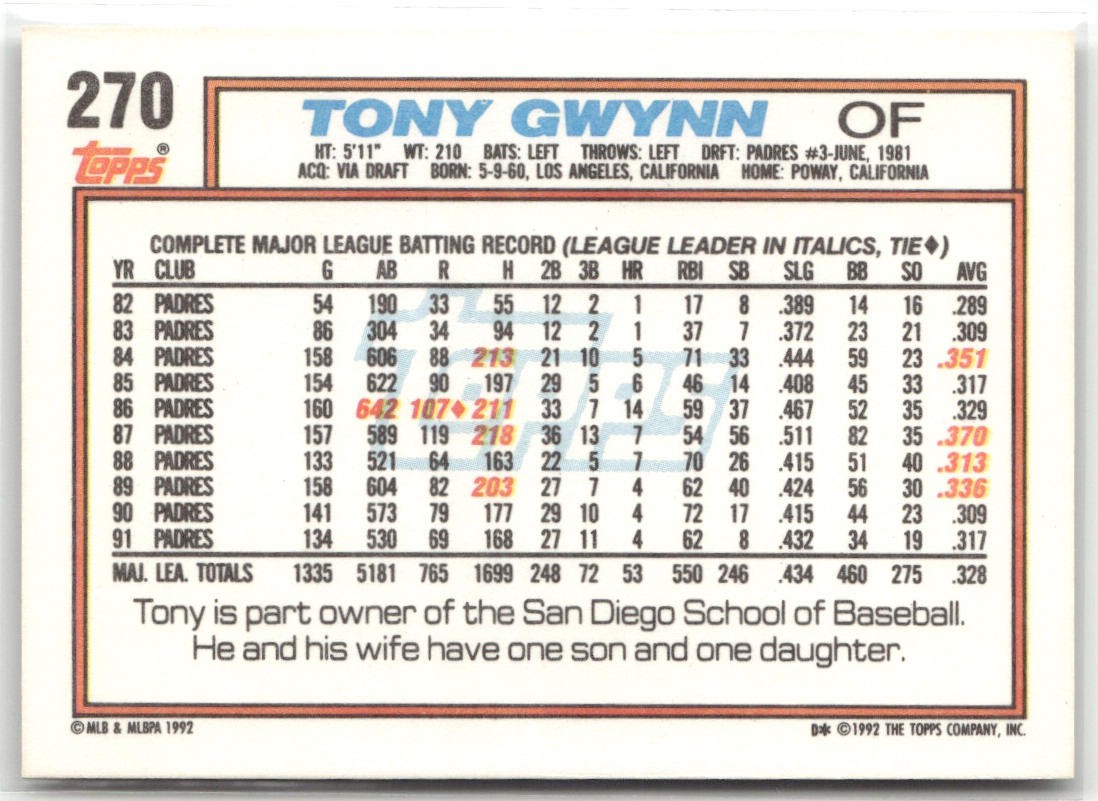 270
topps®
TONY GWYNN OF
HT: 5'11" WT: 210 BATS: LEFT THROWS: LEFT DRFT: PADRES #3-JUNE, 1981
ACQ: VIA DRAFT BORN: 5-9-60, LOS ANGELES, CALIFORNIA HOME: POWAY, CALIFORNIA
COMPLETE MAJOR LEAGUE BATTING RECORD (LEAGUE LEADER IN ITALICS, TIE♦)
YR CLUB G AB R H 2B 3B HR RBI SB SLG BB SO AVG
82 PADRES 54 190 33 55 12 2 1 17 8 .389 14 16 .289
83 PADRES 86 304 34 94 12 2 1 37 7 .372 23 21 .309
84 PADRES 158 606 88 213 21 10 5 71 33 .444 59 23 .351
85 PADRES 154 622 90 197 29 5 6 46 14 .408 45 33 .317
86 PADRES 160 642 107♦ 211 33 7 14 59 37 .467 52 35 .329
87 PADRES 157 589 119 218 36 13 7 54 56 .511 82 35 .370
88 PADRES 133 521 64 163 22 5 7 70 26 .415 51 40 .313
89 PADRES 158 604 82 203 27 7 4 62 40 .424 56 30 .336
90 PADRES 141 573 79 177 29 10 4 72 17 .415 44 23 .309
91 PADRES 134 530 69 168 27 11 4 62 8 .432 34 19 .317
MAJ. LEA. TOTALS 1335 5181 765 1699 248 72 53 550 246 .434 460 275 .328
topps
Tony is part owner of the San Diego School of Baseball.
He and his wife have one son and one daughter.
© MLB & MLBPA 1992
D* ©1992 THE TOPPS COMPANY, INC.